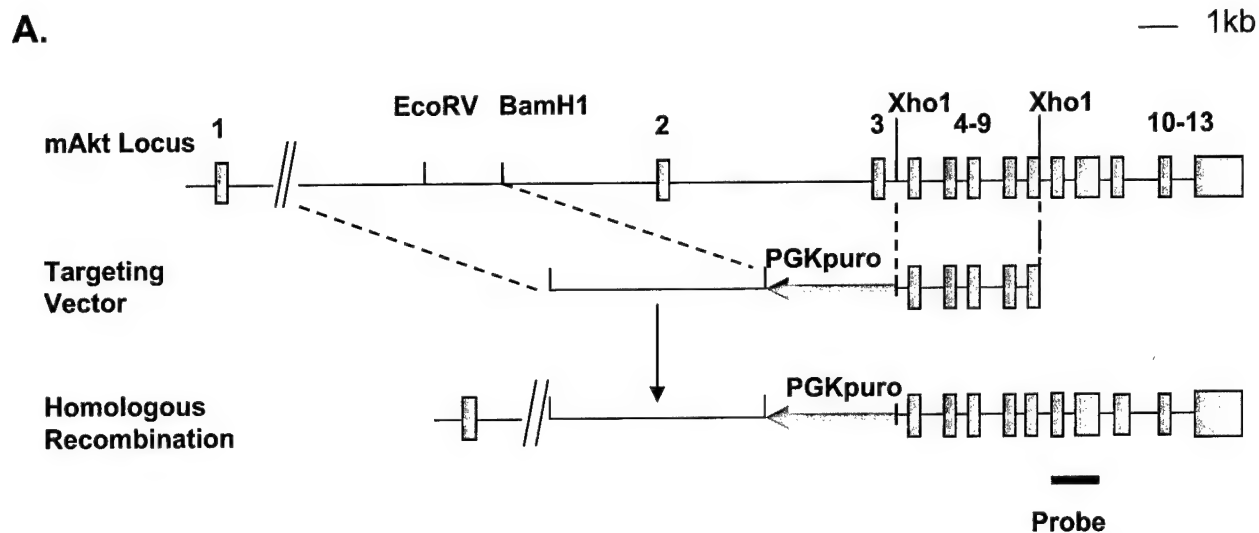 A.
1kb
EcoRV BamH1 Xho1 Xho1
1 2 3 4-9 10-13
mAkt Locus
PGKpuro
Targeting
Vector
PGKpuro
Homologous
Recombination
Probe